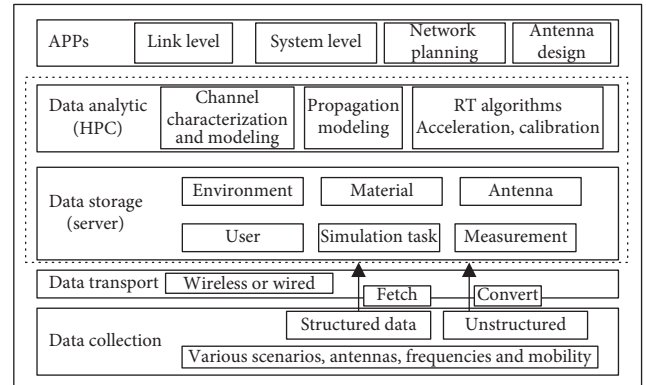 APPs
Link level
System level
Network
planning
Antenna
design
Data analytic
(HPC)
Channel
characterization
and modeling
Propagation
modeling
RT algorithms
Acceleration, calibration
Data storage
(server)
Environment
Material
Antenna
User
Simulation task
Measurement
Data transport
Wireless or wired
Fetch
Convert
Data collection
Structured data
Unstructured
Various scenarios, antennas, frequencies and mobility